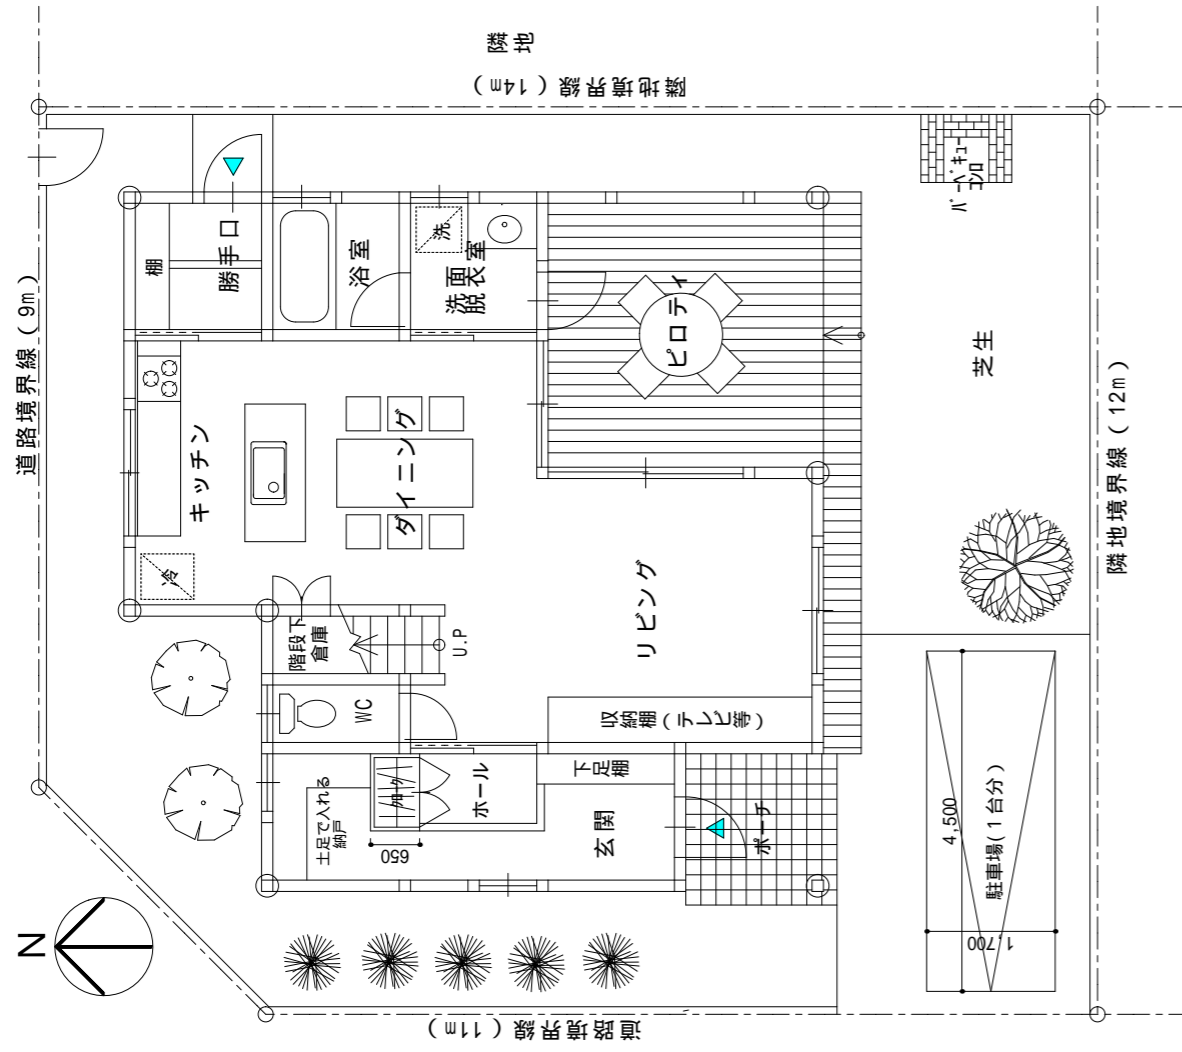 隣地
隣地境界線(14m)
道路境界線(9m)
棚
勝手口
浴室
洗
洗面
脱衣室
ピロティ
バーベキュー
コンロ
芝生
隣地境界線(12m)
キッチン
ダイニング
冷
階段下
倉庫
U.P
リビング
WC
収納棚(テレビ等)
土足で入れる
納戸
クローク
650
ホール
下足棚
玄関
ポーチ
4,500
駐車場(1台分)
1,700
N
道路境界線(11m)